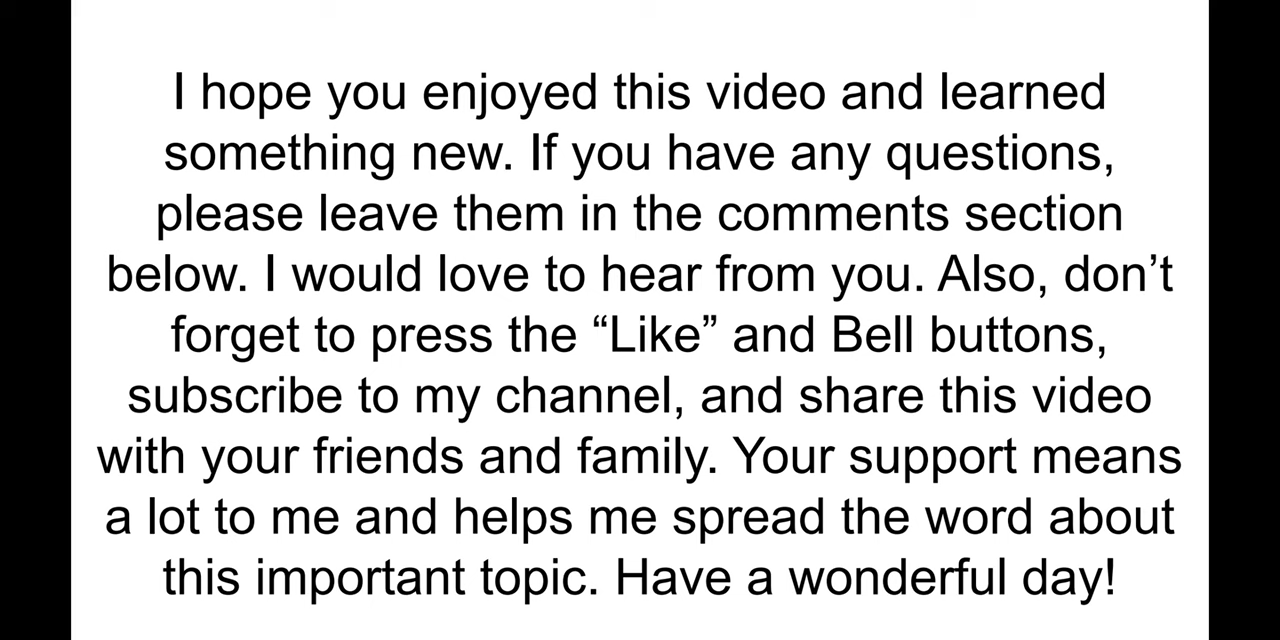 I hope you enjoyed this video and learned
something new. If you have any questions,
please leave them in the comments section
below. I would love to hear from you. Also, don’t
forget to press the “Like” and Bell buttons,
subscribe to my channel, and share this video
with your friends and family. Your support means
a lot to me and helps me spread the word about
this important topic. Have a wonderful day!